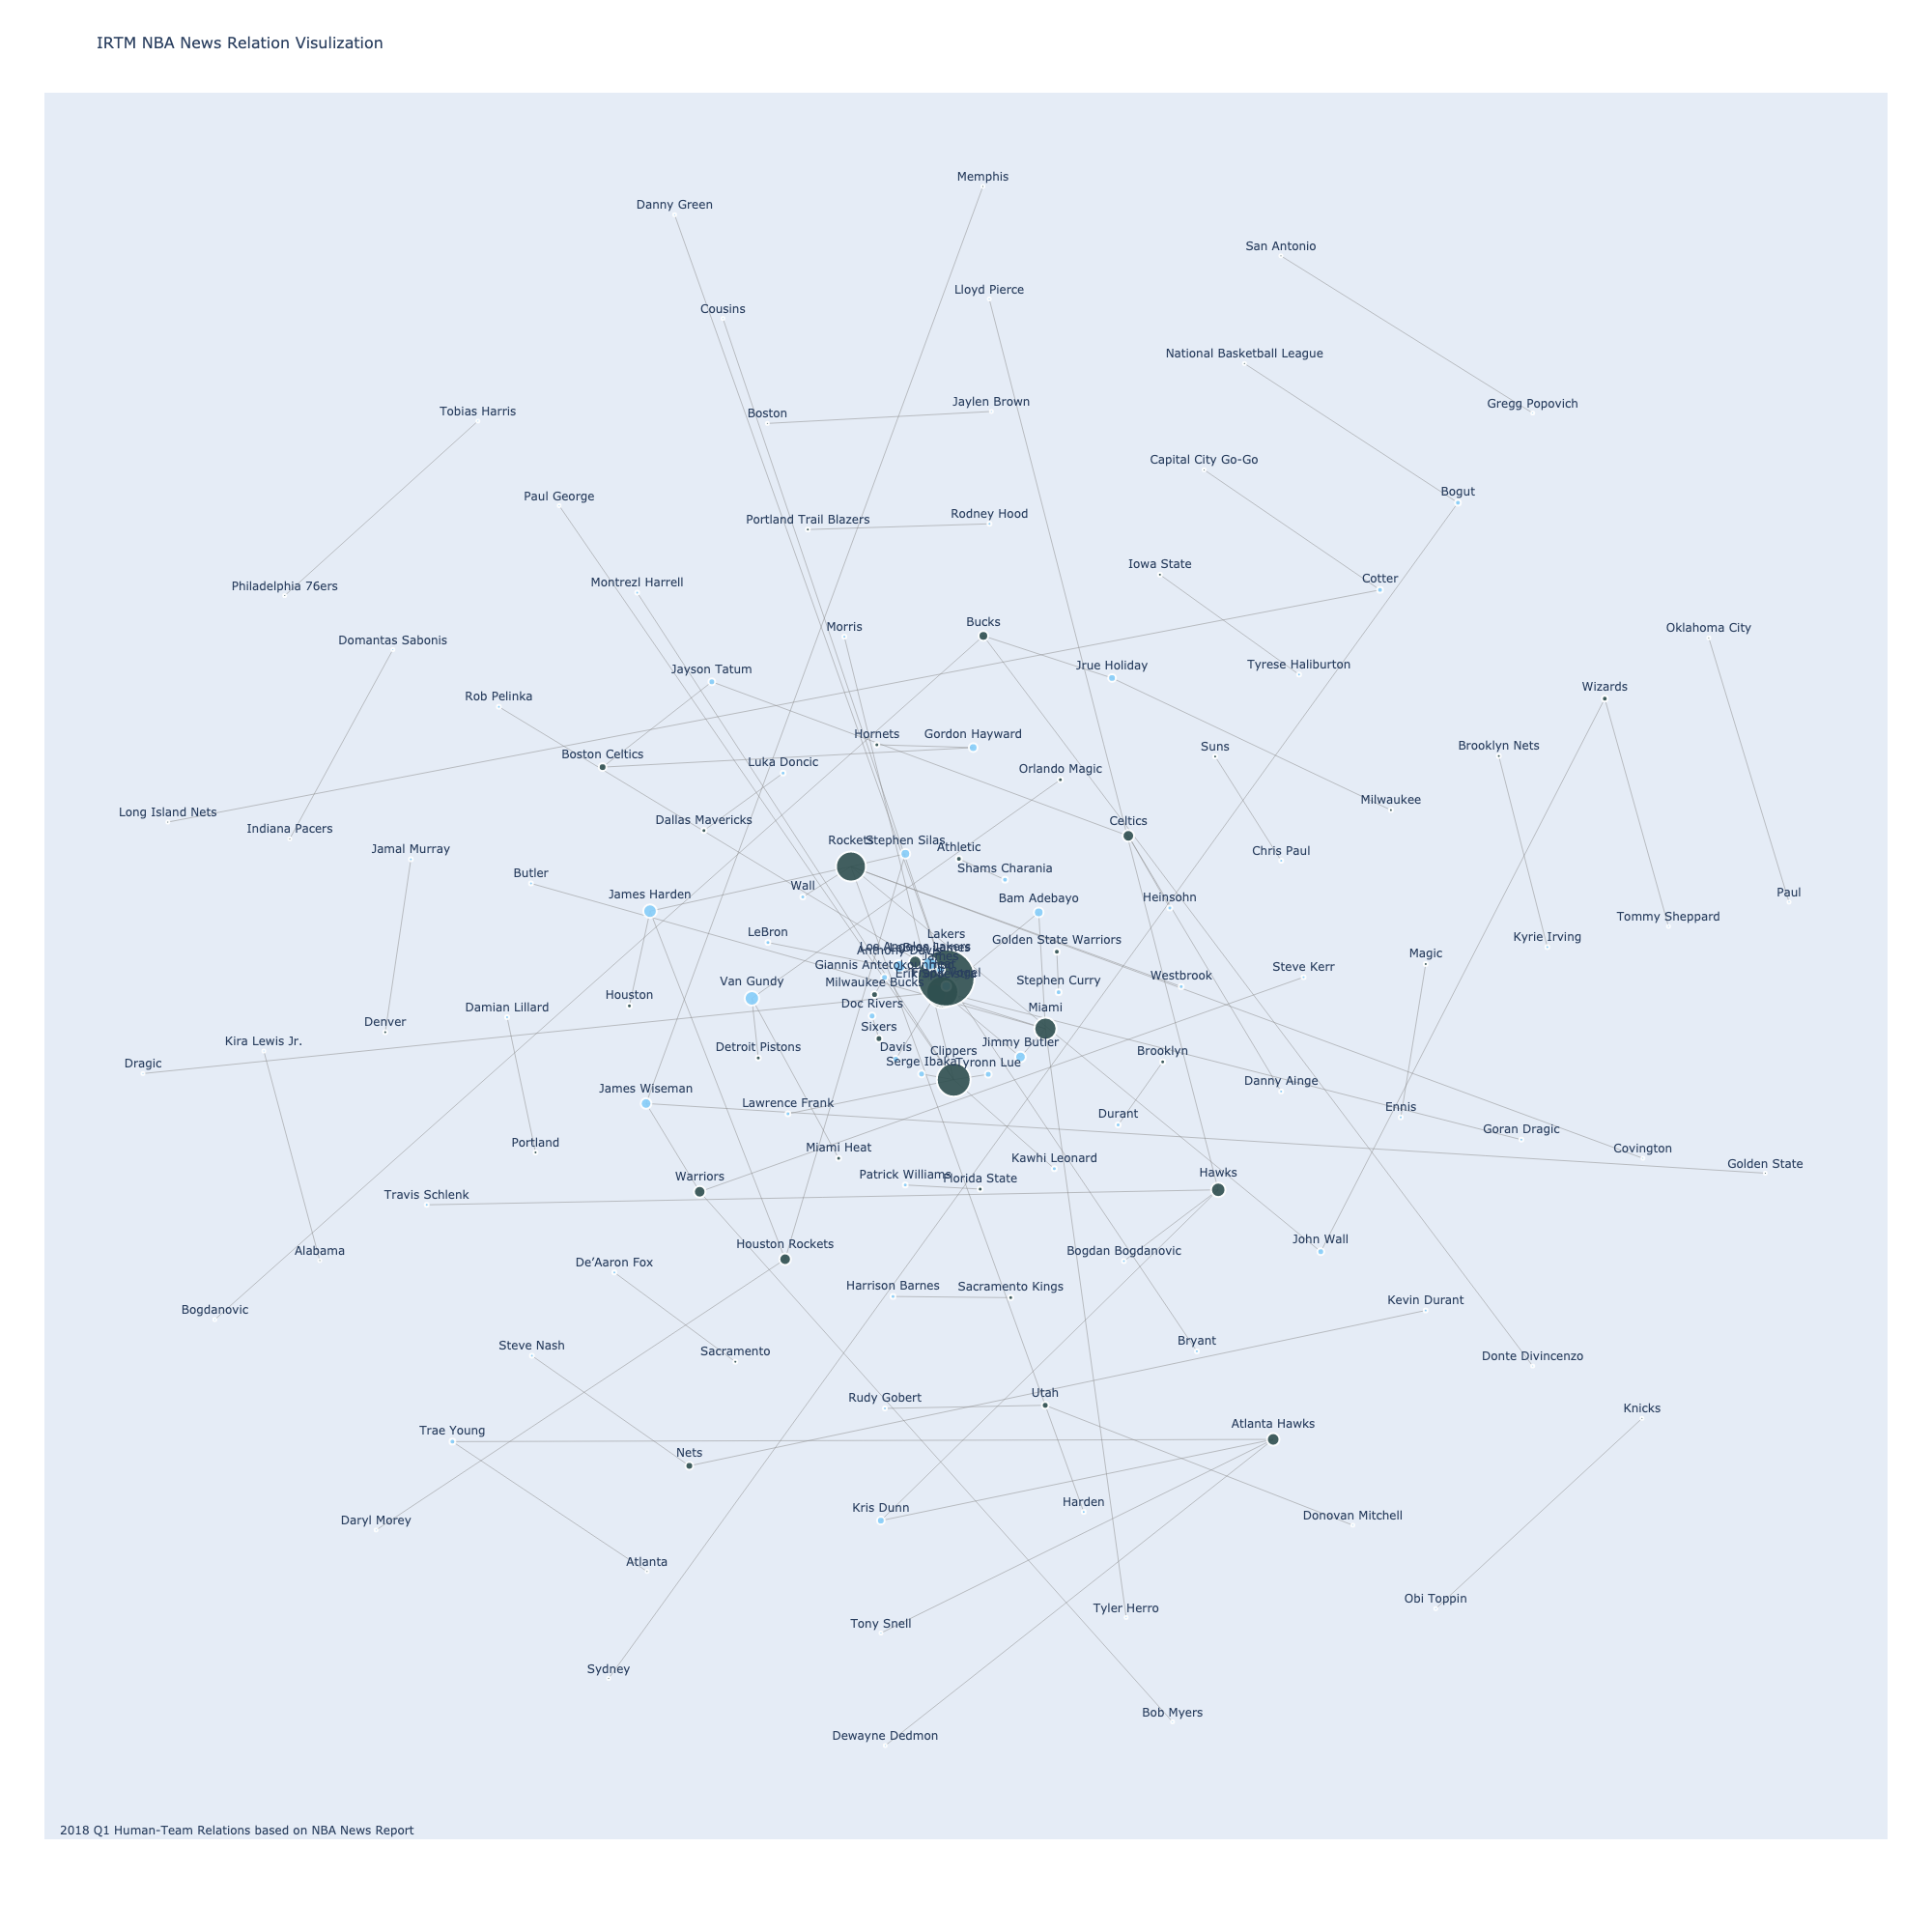 IRTM NBA News Relation Visulization
Memphis
Danny Green
San Antonio
Lloyd Pierce
Cousins
National Basketball League
Jaylen Brown
Gregg Popovich
Tobias Harris
Boston
Capital City Go-Go
Bogut
Paul George
Rodney Hood
Portland Trail Blazers
Iowa State
Cotter
Montrezl Harrell
Philadelphia 76ers
Bucks
Morris
Oklahoma City
Domantas Sabonis
Tyrese Haliburton
Jrue Holiday
Jayson Tatum
Wizards
Rob Pelinka
Hornets
Gordon Hayward
Brooklyn Nets
Suns
Boston Celtics
Luka Doncic
Orlando Magic
Milwaukee
Long Island Nets
Dallas Mavericks
Celtics
Indiana Pacers
Rockets
Stephen Silas
Athletic
Jamal Murray
Chris Paul
Shams Charania
Butler
Wall
James Harden
Bam Adebayo
Heinsohn
Paul
Tommy Sheppard
LeBron
Lakers
Golden State Warriors
Kyrie Irving
Magic
Giannis
Steve Kerr
Westbrook
Van Gundy
Milwaukee Bucks
Stephen Curry
Houston
Doc Rivers
Miami
Damian Lillard
Denver
Sixers
Kira Lewis Jr.
Jimmy Butler
Detroit Pistons
Davis
Clippers
Brooklyn
Dragic
Serge Ibaka
Tyronn Lue
Danny Ainge
James Wiseman
Lawrence Frank
Ennis
Durant
Goran Dragic
Portland
Miami Heat
Covington
Kawhi Leonard
Golden State
Warriors
Patrick Williams
Florida State
Hawks
Travis Schlenk
John Wall
Alabama
Houston Rockets
Bogdan Bogdanovic
De’Aaron Fox
Harrison Barnes
Sacramento Kings
Kevin Durant
Bogdanovic
Steve Nash
Sacramento
Bryant
Donte Divincenzo
Rudy Gobert
Utah
Knicks
Trae Young
Atlanta Hawks
Nets
Kris Dunn
Harden
Donovan Mitchell
Daryl Morey
Atlanta
Obi Toppin
Tyler Herro
Tony Snell
Sydney
Bob Myers
Dewayne Dedmon
2018 Q1 Human-Team Relations based on NBA News Report